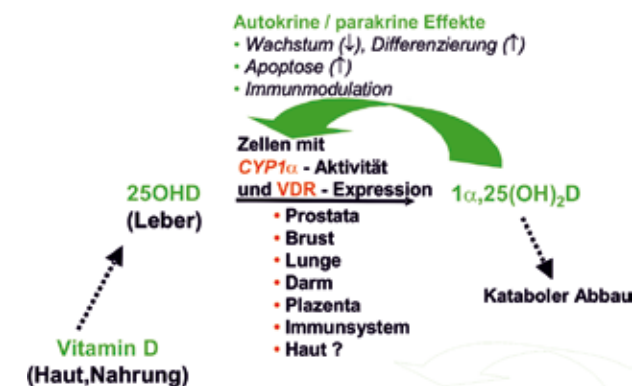 Autokrine / parakrine Effekte
• Wachstum (↓), Differenzierung (↑)
• Apoptose (↑)
• Immunmodulation
Zellen mit
CYP1α - Aktivität
und VDR - Expression
25OHD
(Leber)
1α,25(OH)₂D
• Prostata
• Brust
• Lunge
• Darm
• Plazenta
• Immunsystem
• Haut ?
Kataboler Abbau
Vitamin D
(Haut,Nahrung)